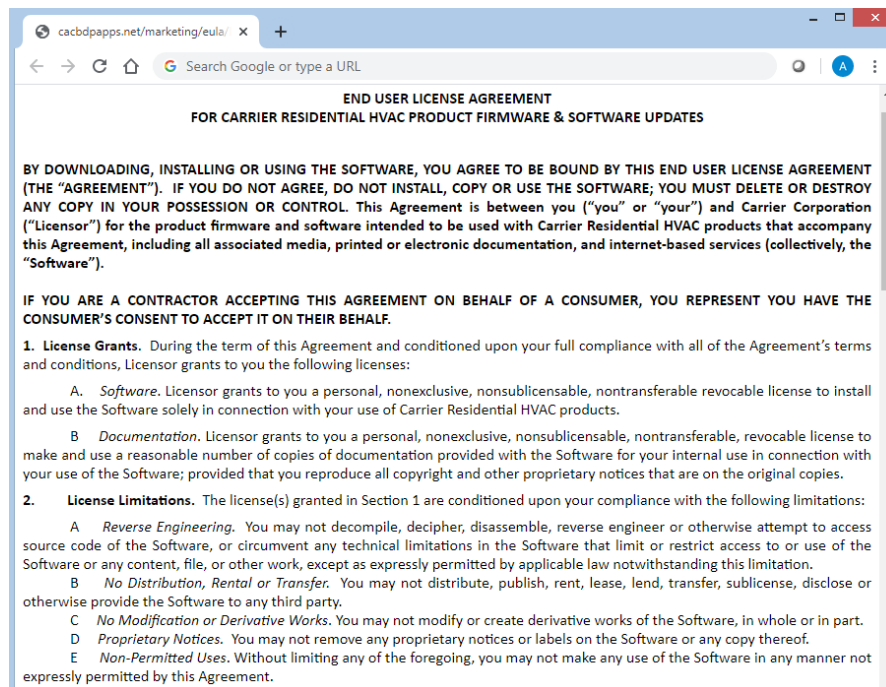 cacbdpapps.net/marketing/eula/
Search Google or type a URL
A
END USER LICENSE AGREEMENT
FOR CARRIER RESIDENTIAL HVAC PRODUCT FIRMWARE & SOFTWARE UPDATES
BY DOWNLOADING, INSTALLING OR USING THE SOFTWARE, YOU AGREE TO BE BOUND BY THIS END USER LICENSE AGREEMENT
(THE “AGREEMENT”). IF YOU DO NOT AGREE, DO NOT INSTALL, COPY OR USE THE SOFTWARE; YOU MUST DELETE OR DESTROY
ANY COPY IN YOUR POSSESSION OR CONTROL. This Agreement is between you (“you” or “your”) and Carrier Corporation
(“Licensor”) for the product firmware and software intended to be used with Carrier Residential HVAC products that accompany
this Agreement, including all associated media, printed or electronic documentation, and internet-based services (collectively, the
“Software”).
IF YOU ARE A CONTRACTOR ACCEPTING THIS AGREEMENT ON BEHALF OF A CONSUMER, YOU REPRESENT YOU HAVE THE
CONSUMER’S CONSENT TO ACCEPT IT ON THEIR BEHALF.
1. License Grants. During the term of this Agreement and conditioned upon your full compliance with all of the Agreement’s terms
and conditions, Licensor grants to you the following licenses:
A. Software. Licensor grants to you a personal, nonexclusive, nonsublicensable, nontransferable revocable license to install
and use the Software solely in connection with your use of Carrier Residential HVAC products.
B Documentation. Licensor grants to you a personal, nonexclusive, nonsublicensable, nontransferable, revocable license to
make and use a reasonable number of copies of documentation provided with the Software for your internal use in connection with
your use of the Software; provided that you reproduce all copyright and other proprietary notices that are on the original copies.
2. License Limitations. The license(s) granted in Section 1 are conditioned upon your compliance with the following limitations:
A Reverse Engineering. You may not decompile, decipher, disassemble, reverse engineer or otherwise attempt to access
source code of the Software, or circumvent any technical limitations in the Software that limit or restrict access to or use of the
Software or any content, file, or other work, except as expressly permitted by applicable law notwithstanding this limitation.
B No Distribution, Rental or Transfer. You may not distribute, publish, rent, lease, lend, transfer, sublicense, disclose or
otherwise provide the Software to any third party.
C No Modification or Derivative Works. You may not modify or create derivative works of the Software, in whole or in part.
D Proprietary Notices. You may not remove any proprietary notices or labels on the Software or any copy thereof.
E Non-Permitted Uses. Without limiting any of the foregoing, you may not make any use of the Software in any manner not
expressly permitted by this Agreement.